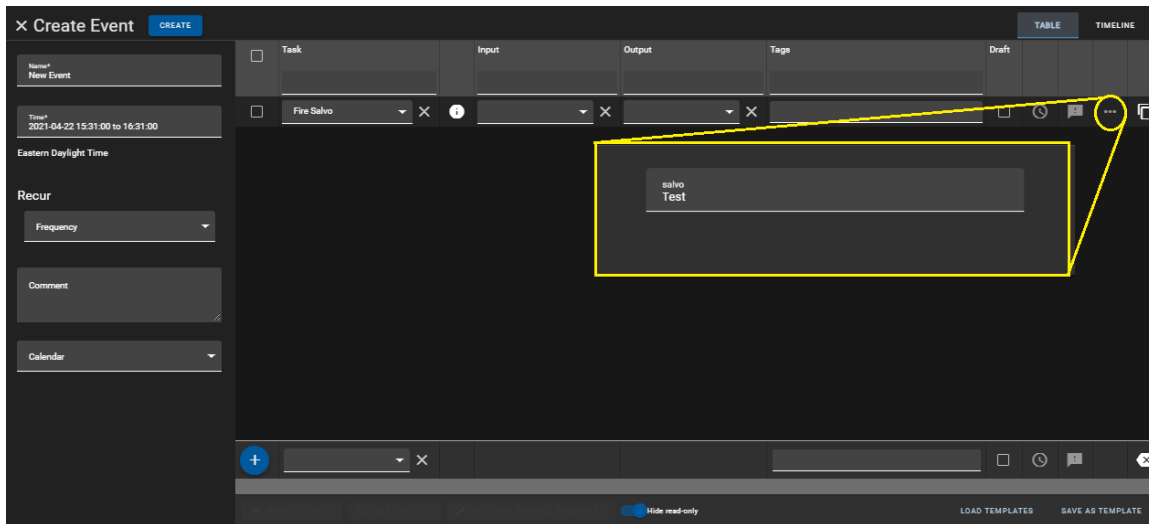 Create Event
CREATE
TABLE
TIMELINE
Name*
New Event
Time*
2021-04-22 15:31:00 to 16:31:00
Eastern Daylight Time
Recur
Frequency
Comment
Calendar
Task
Input
Output
Tags
Draft
Fire Salvo
salvo
Test
Hide read-only
LOAD TEMPLATES
SAVE AS TEMPLATE